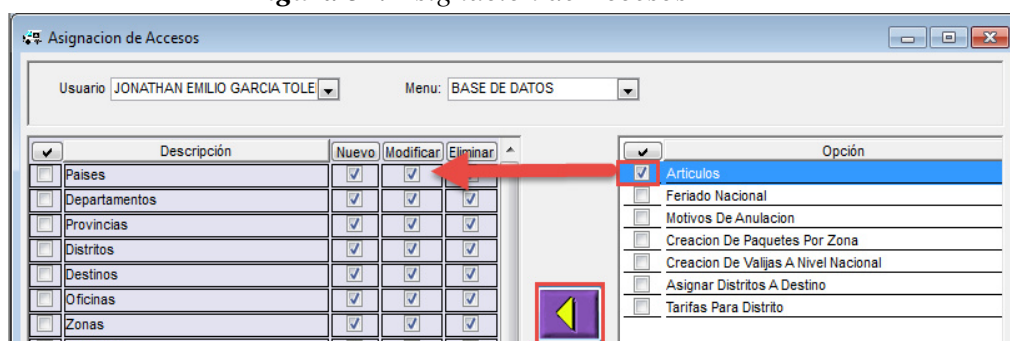 Asignacion de Accesos
Usuario JONATHAN EMILIO GARCIA TOLE Menu: BASE DE DATOS
Descripción Nuevo Modificar Eliminar Opción
Paises Articulos
Departamentos Feriado Nacional
Provincias Motivos De Anulacion
Distritos Creacion De Paquetes Por Zona
Destinos Creacion De Valijas A Nivel Nacional
Oficinas Asignar Distritos A Destino
Zonas Tarifas Para Distrito